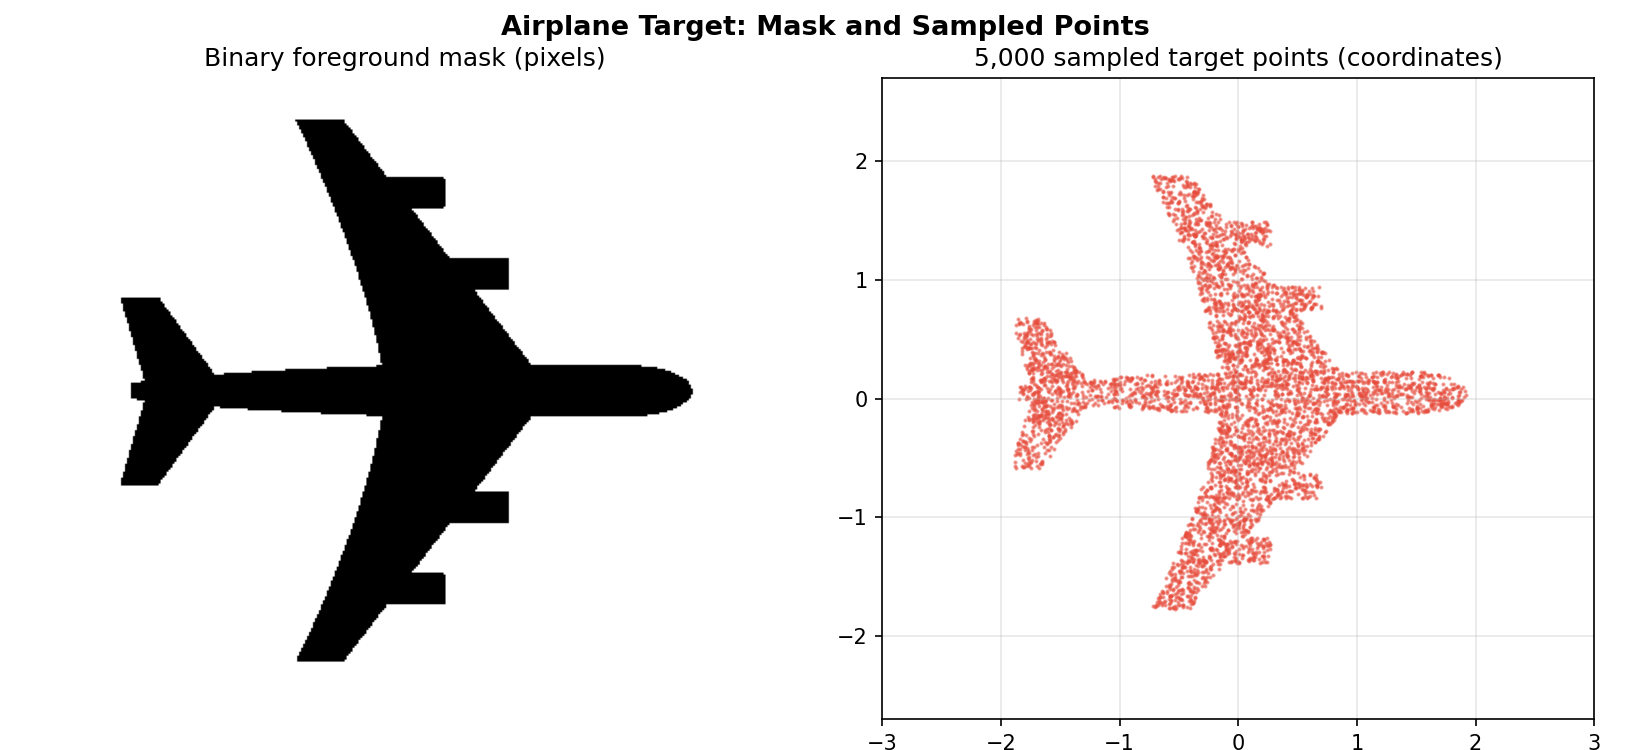 Airplane Target: Mask and Sampled Points
Binary foreground mask (pixels)
5,000 sampled target points (coordinates)
2
1
0
−1
−2
−3 −2 −1 0 1 2 3